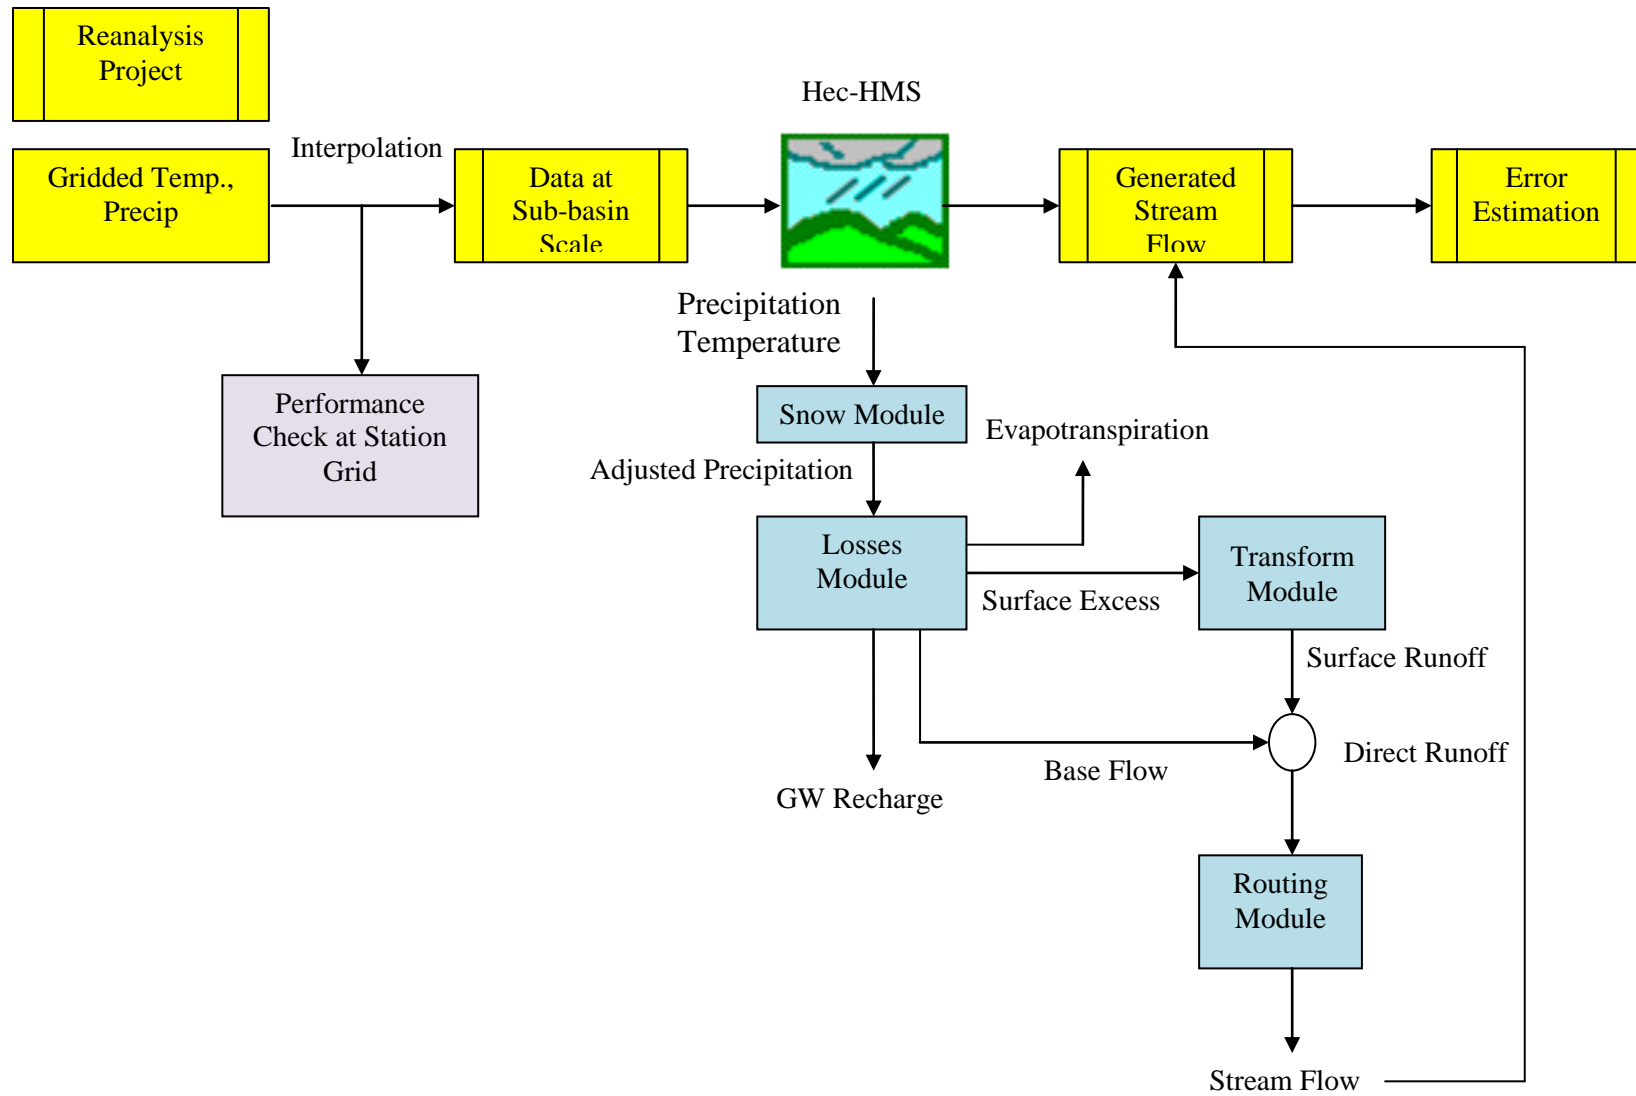 Reanalysis
Project
Hec-HMS
Interpolation
Gridded Temp.,
Precip
Data at
Sub-basin
Scale
Generated
Stream
Flow
Error
Estimation
Precipitation
Temperature
Performance
Check at Station
Grid
Snow Module
Evapotranspiration
Adjusted Precipitation
Losses
Module
Transform
Module
Surface Excess
Surface Runoff
Direct Runoff
Base Flow
GW Recharge
Routing
Module
Stream Flow